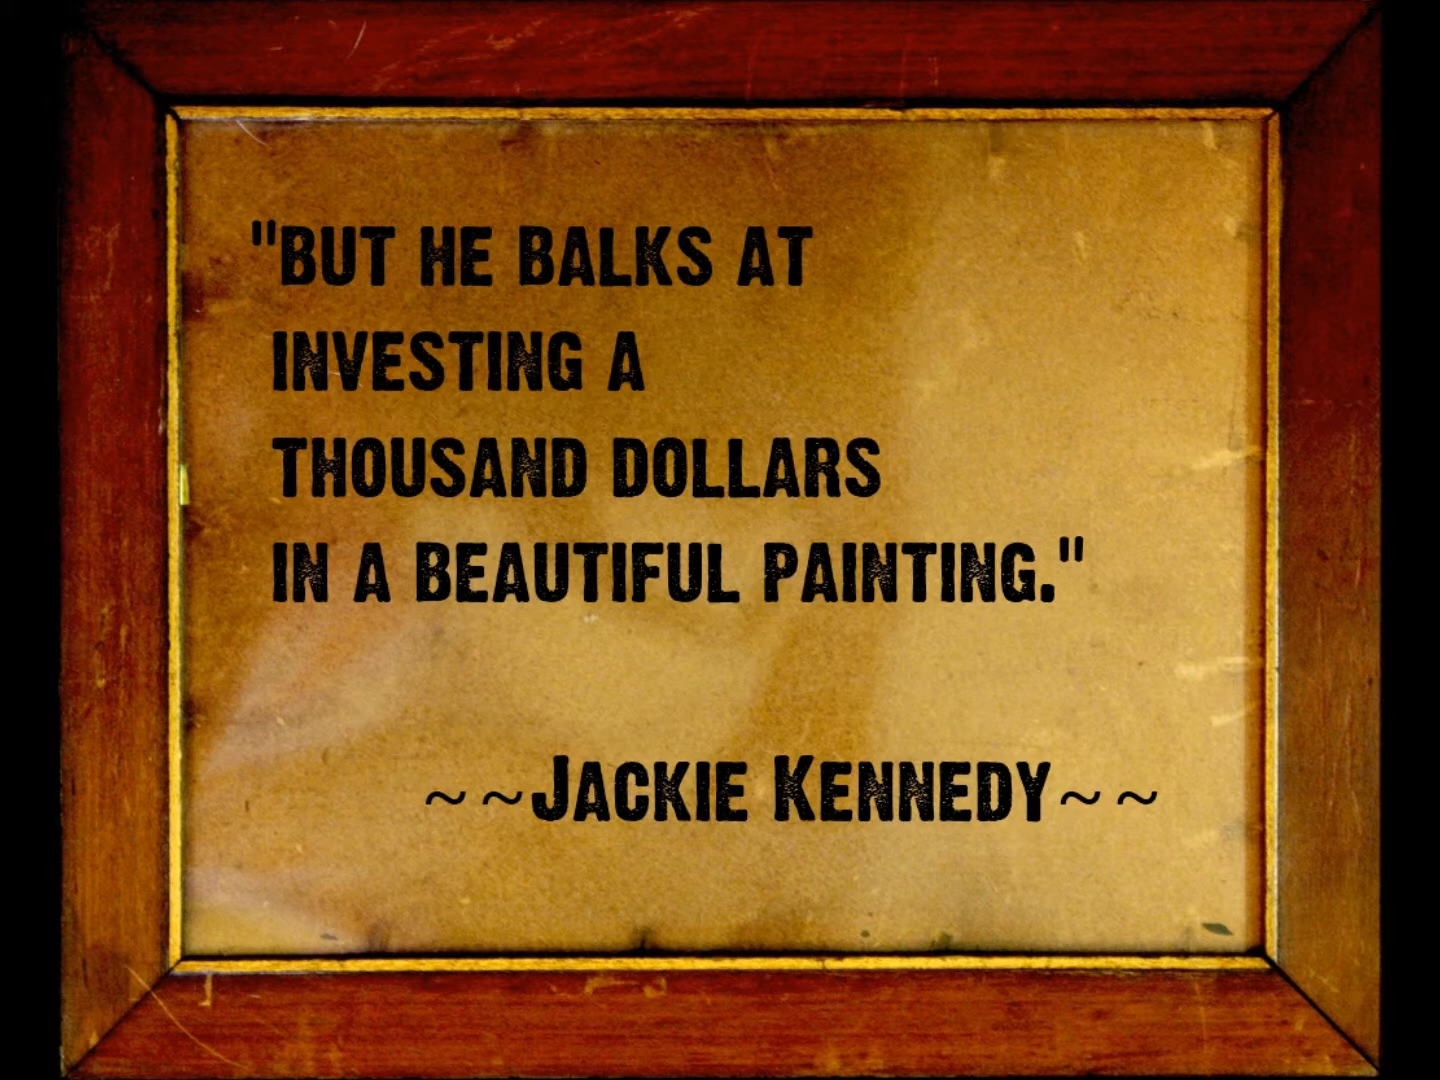 "BUT HE BALKS AT
INVESTING A
THOUSAND DOLLARS
IN A BEAUTIFUL PAINTING."
~~JACKIE KENNEDY~~